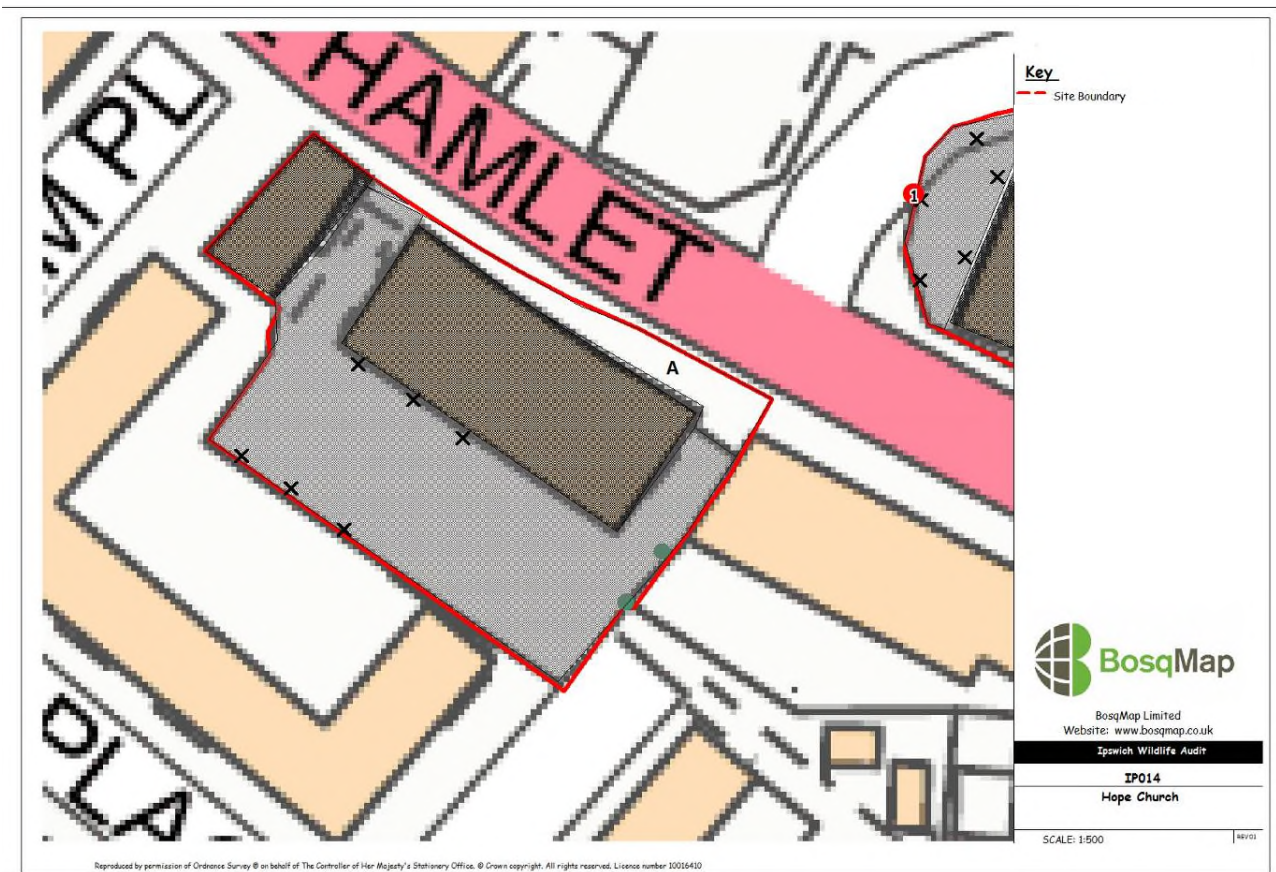 M PL
HAMLET
PLA
A
1
Key
Site Boundary
BosqMap
BosqMap Limited
Website: www.bosqmap.co.uk
Ipswich Wildlife Audit
IP014
Hope Church
SCALE: 1:500
REV01
Reproduced by permission of Ordnance Survey ® on behalf of The Controller of Her Majesty's Stationery Office. © Crown copyright. All rights reserved. Licence number 10016410